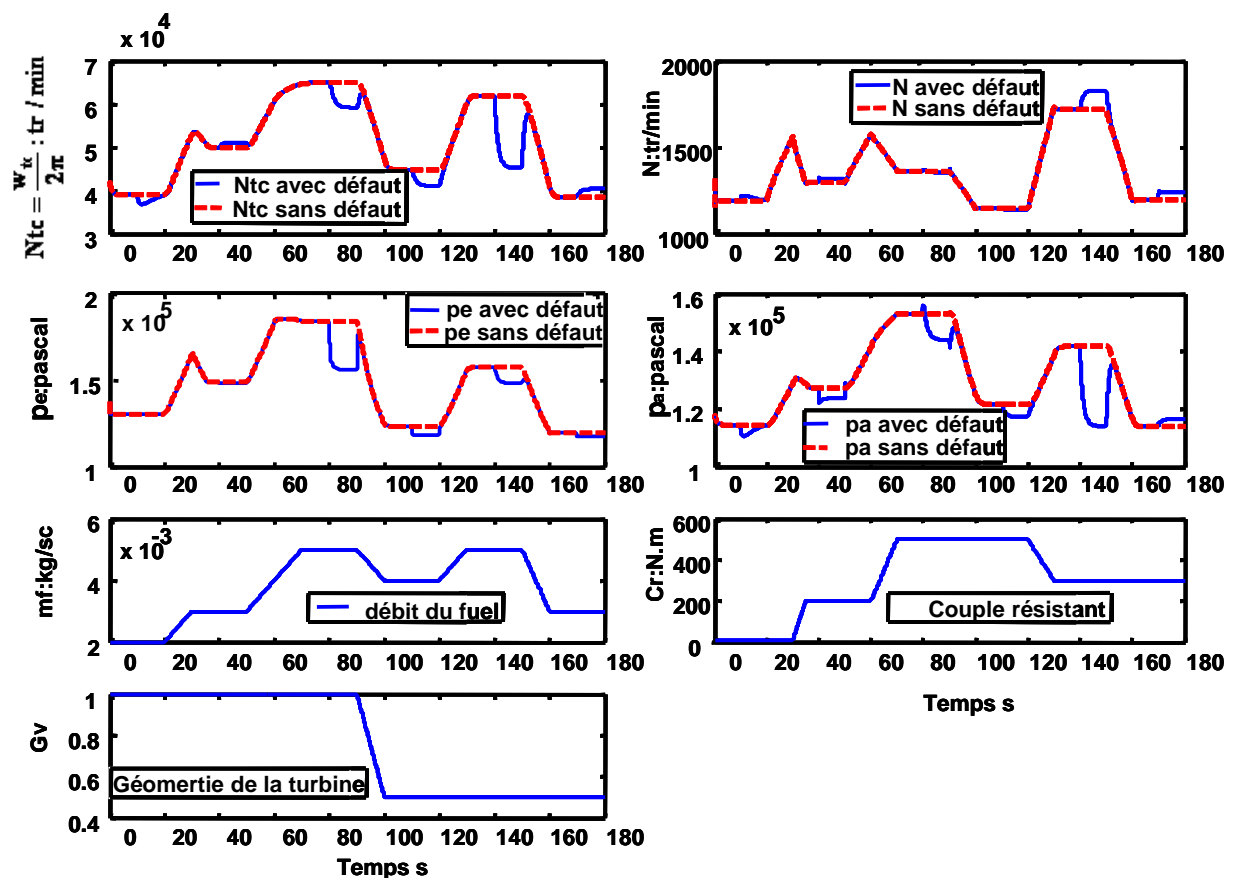 x 10^4
Ntc = w_tc / 2π : tr / min
7
6
5
4
3
Ntc avec défaut
Ntc sans défaut
0 20 40 60 80 100 120 140 160 180
N:tr/min
2000
1500
1000
N avec défaut
N sans défaut
0 20 40 60 80 100 120 140 160 180
pe:pascal
2
1.5
1
x 10^5
pe avec défaut
pe sans défaut
0 20 40 60 80 100 120 140 160 180
pa:pascal
1.6
1.4
1.2
1
x 10^5
pa avec défaut
pa sans défaut
0 20 40 60 80 100 120 140 160 180
mf:kg/sc
6
4
2
x 10^-3
débit du fuel
0 20 40 60 80 100 120 140 160 180
Cr:N.m
600
400
200
0
Couple résistant
0 20 40 60 80 100 120 140 160 180
Temps s
Gv
1
0.8
0.6
0.4
Géomertie de la turbine
0 20 40 60 80 100 120 140 160 180
Temps s